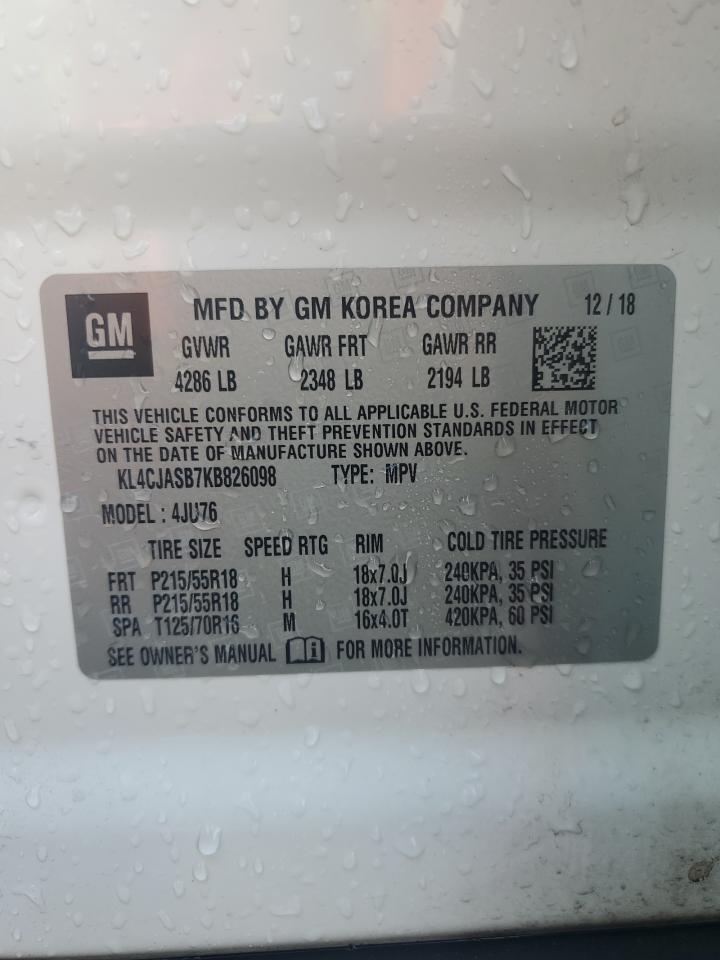 GM
MFD BY GM KOREA COMPANY 12 / 18
GVWR GAWR FRT GAWR RR
4286 LB 2348 LB 2194 LB
THIS VEHICLE CONFORMS TO ALL APPLICABLE U.S. FEDERAL MOTOR
VEHICLE SAFETY AND THEFT PREVENTION STANDARDS IN EFFECT
ON THE DATE OF MANUFACTURE SHOWN ABOVE.
KL4CJASB7KB826098 TYPE: MPV
MODEL : 4JU76
TIRE SIZE SPEED RTG RIM COLD TIRE PRESSURE
FRT P215/55R18 H 18x7.0J 240KPA, 35 PSI
RR P215/55R18 H 18x7.0J 240KPA, 35 PSI
SPA T125/70R16 M 16x4.0T 420KPA, 60 PSI
SEE OWNER'S MANUAL i FOR MORE INFORMATION.